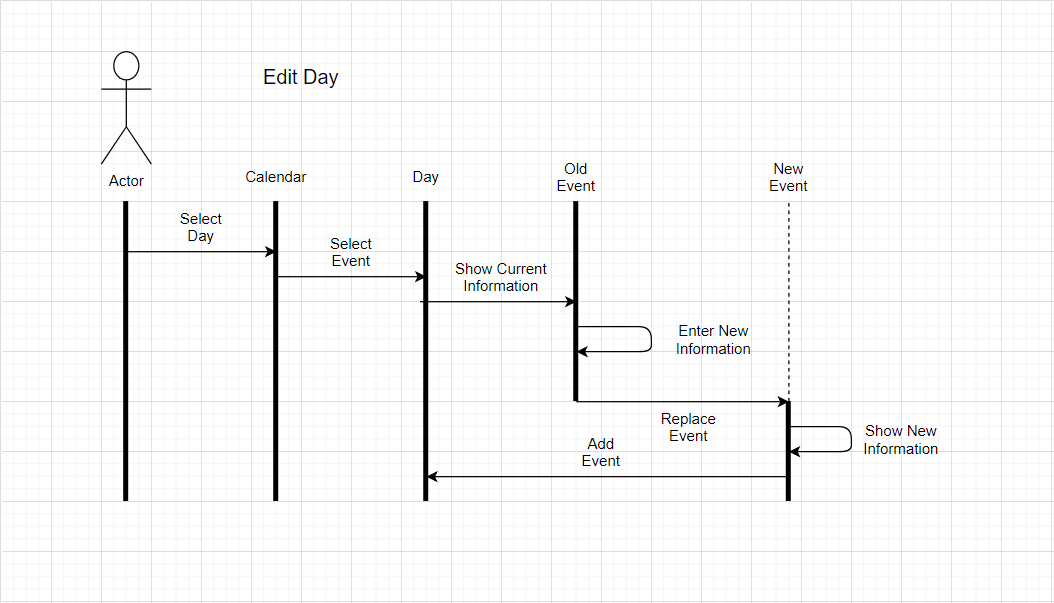 Edit Day
Actor
Calendar
Day
Old
Event
New
Event
Select
Day
Select
Event
Show Current
Information
Enter New
Information
Replace
Event
Show New
Information
Add
Event